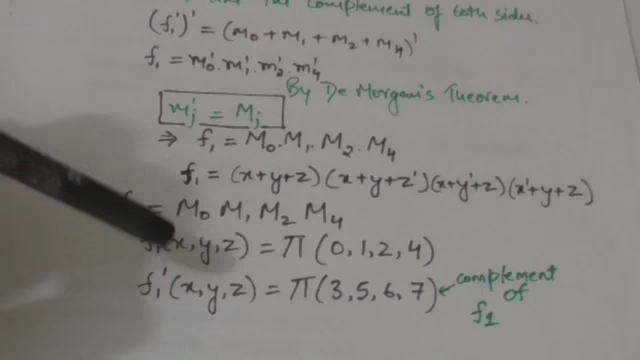 complement of both sides.
(f₁')' = (m₀ + m₁ + m₂ + m₄)'
f₁ = m₀'. m₁'. m₂'. m₄'
By De Morgan's Theorem.
mⱼ' = Mⱼ
⇒ f₁ = M₀. M₁. M₂. M₄
f₁ = (x+y+z) (x+y+z') (x+y'+z) (x'+y+z)
= M₀ M₁ M₂ M₄
f₁(x,y,z) = π (0,1,2,4)
f₁'(x,y,z) = π(3,5,6,7) ← complement of f1